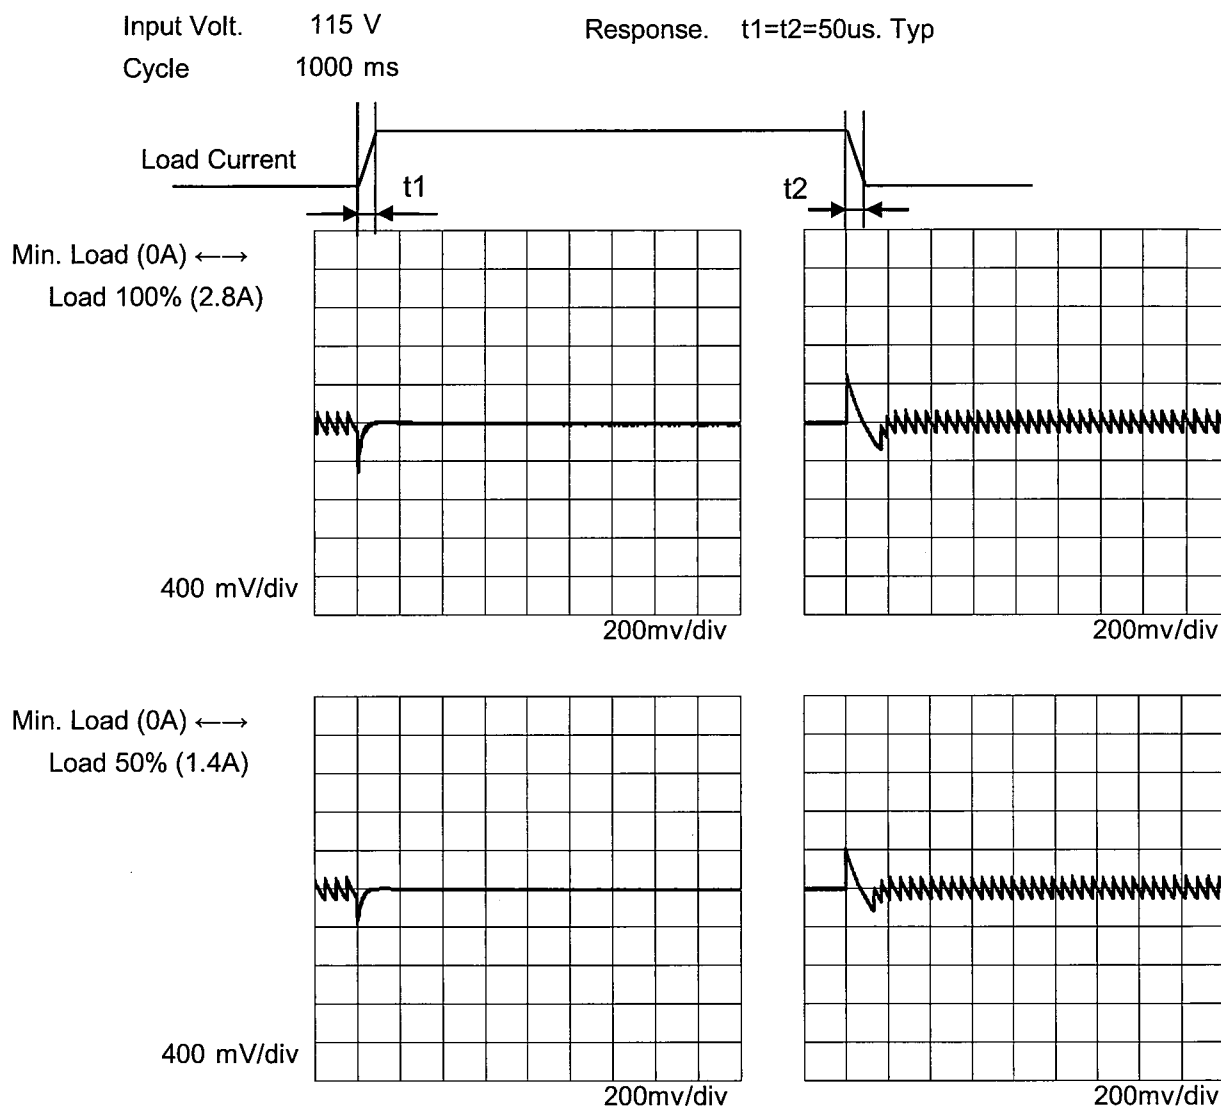 Input Volt. 115 V Response. t1=t2=50us. Typ
Cycle 1000 ms
Load Current
t1 t2
Min. Load (0A) ←→
Load 100% (2.8A)
400 mV/div
200mv/div 200mv/div
Min. Load (0A) ←→
Load 50% (1.4A)
400 mV/div
200mv/div 200mv/div